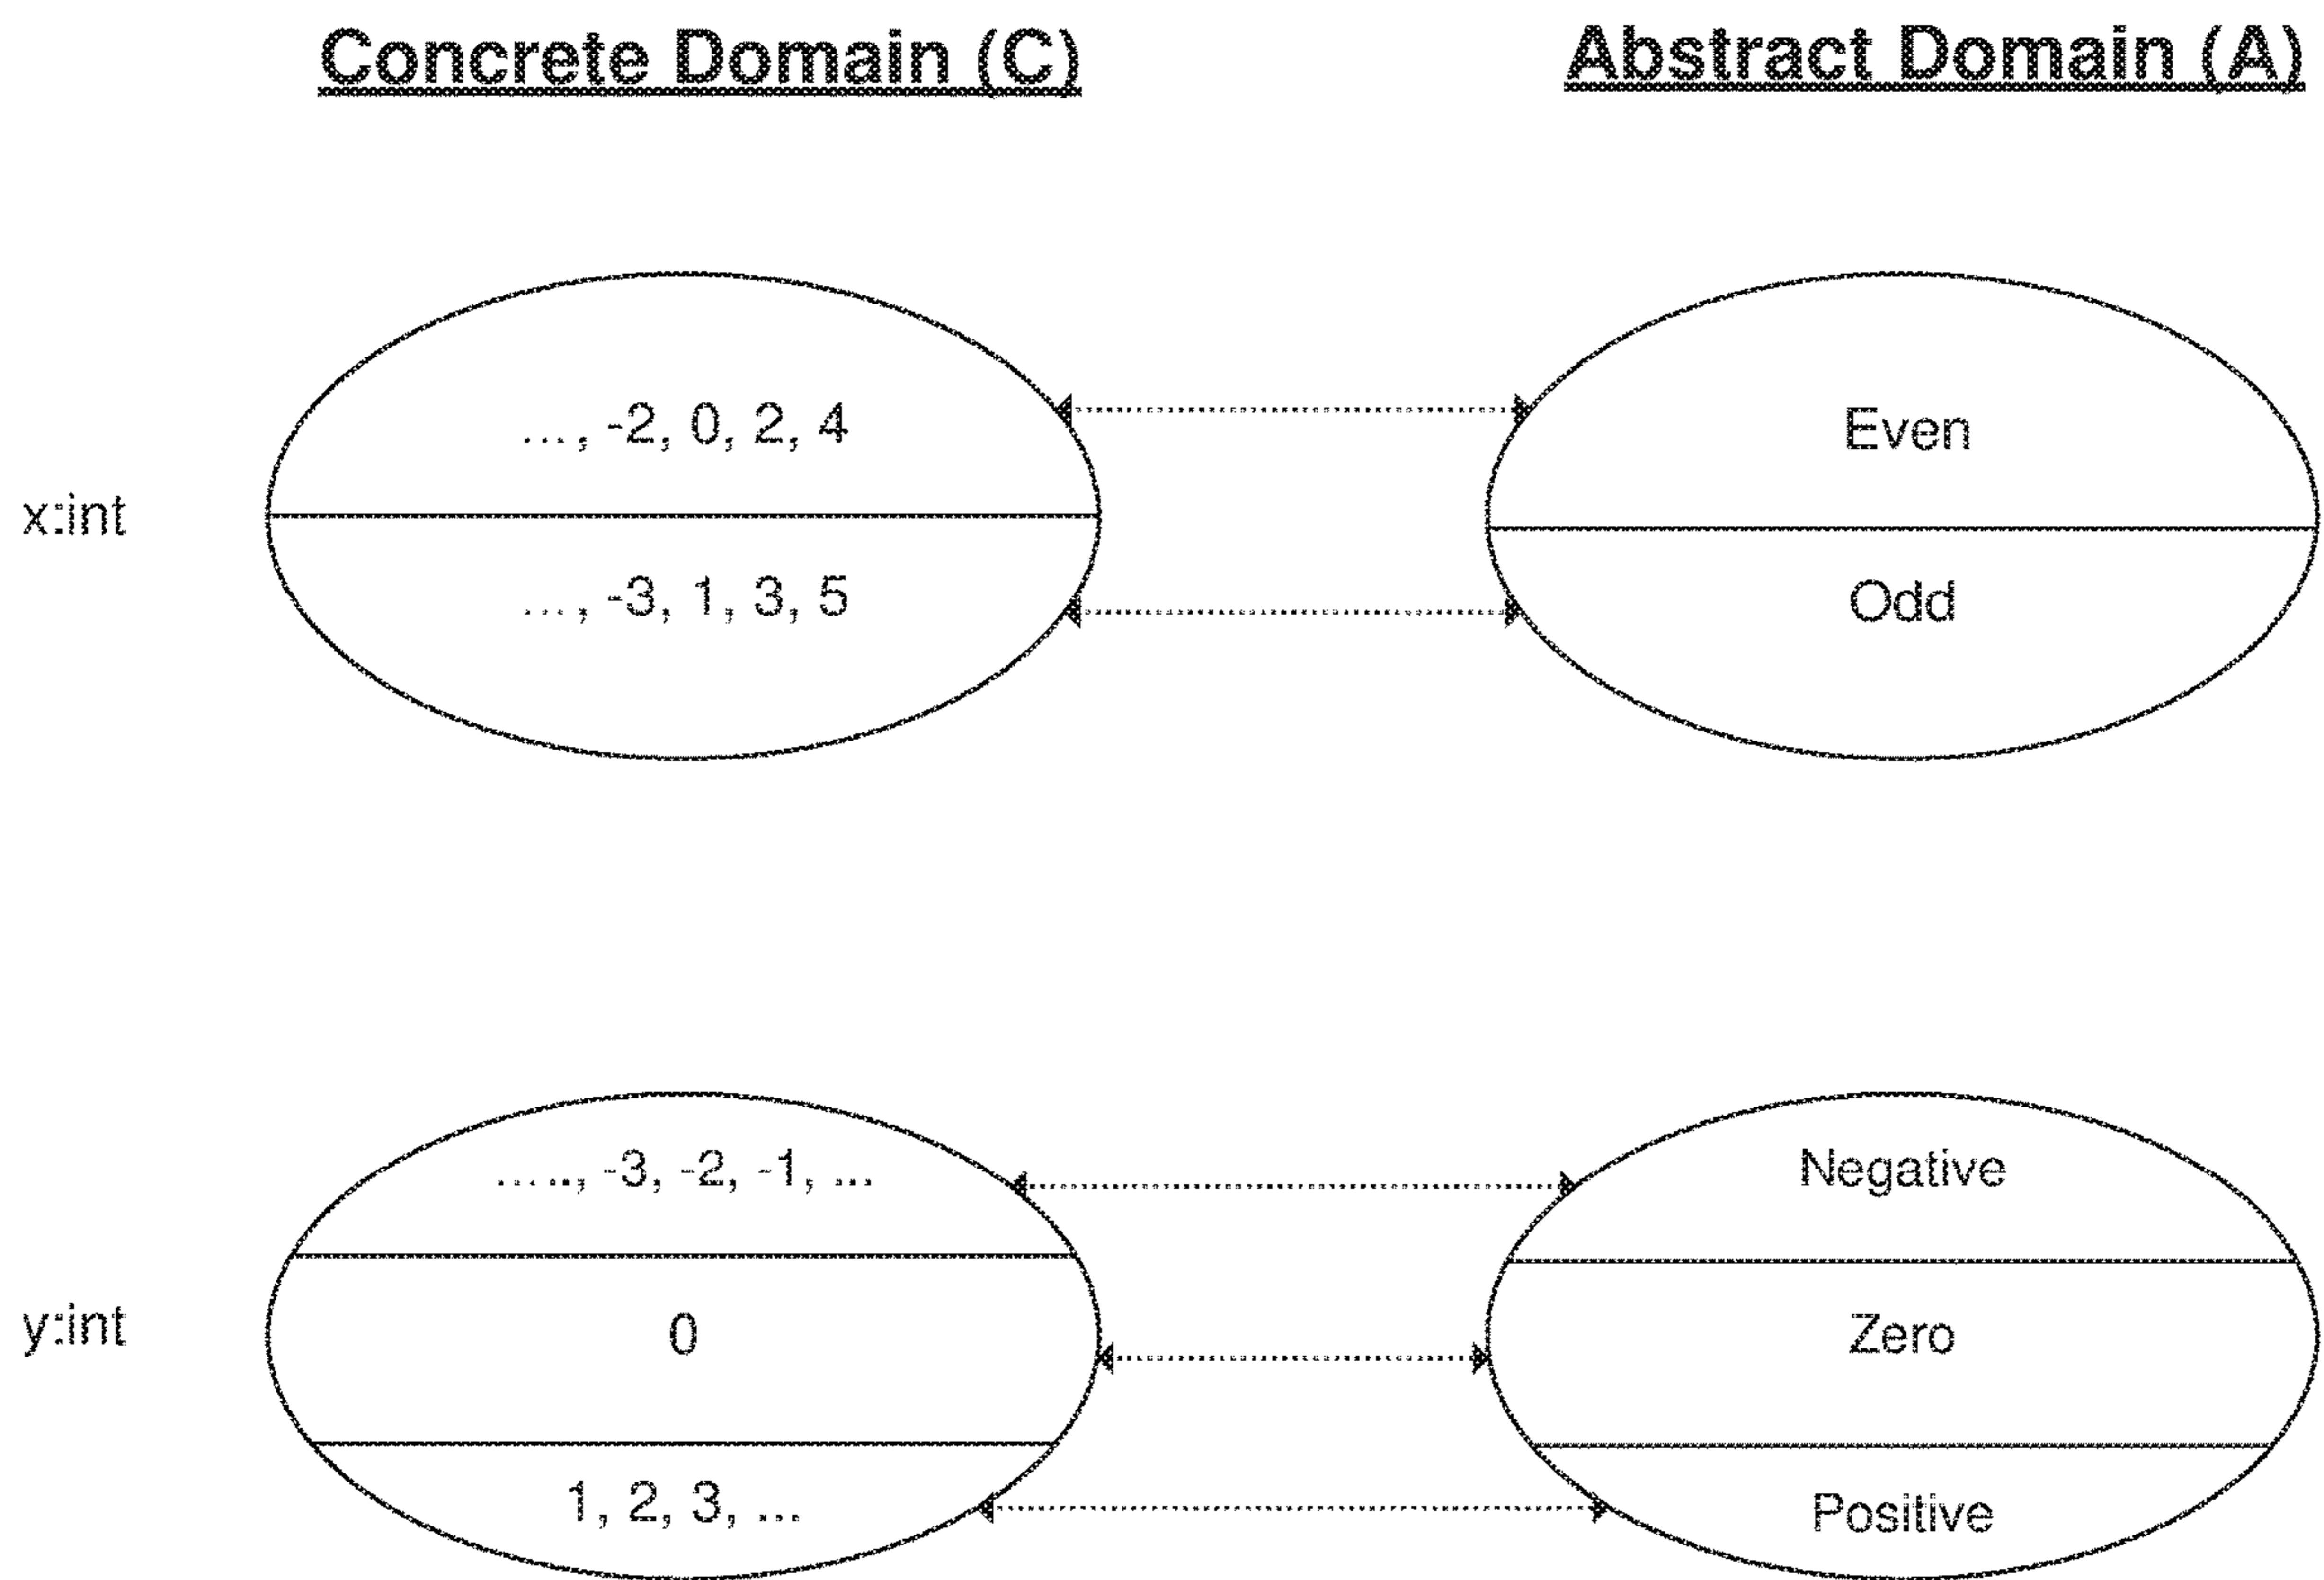 Concrete Domain (C)
Abstract Domain (A)
x:int
..., -2, 0, 2, 4
Even
..., -3, 1, 3, 5
Odd
y:int
....., -3, -2, -1, ...
Negative
0
Zero
1, 2, 3, ...
Positive